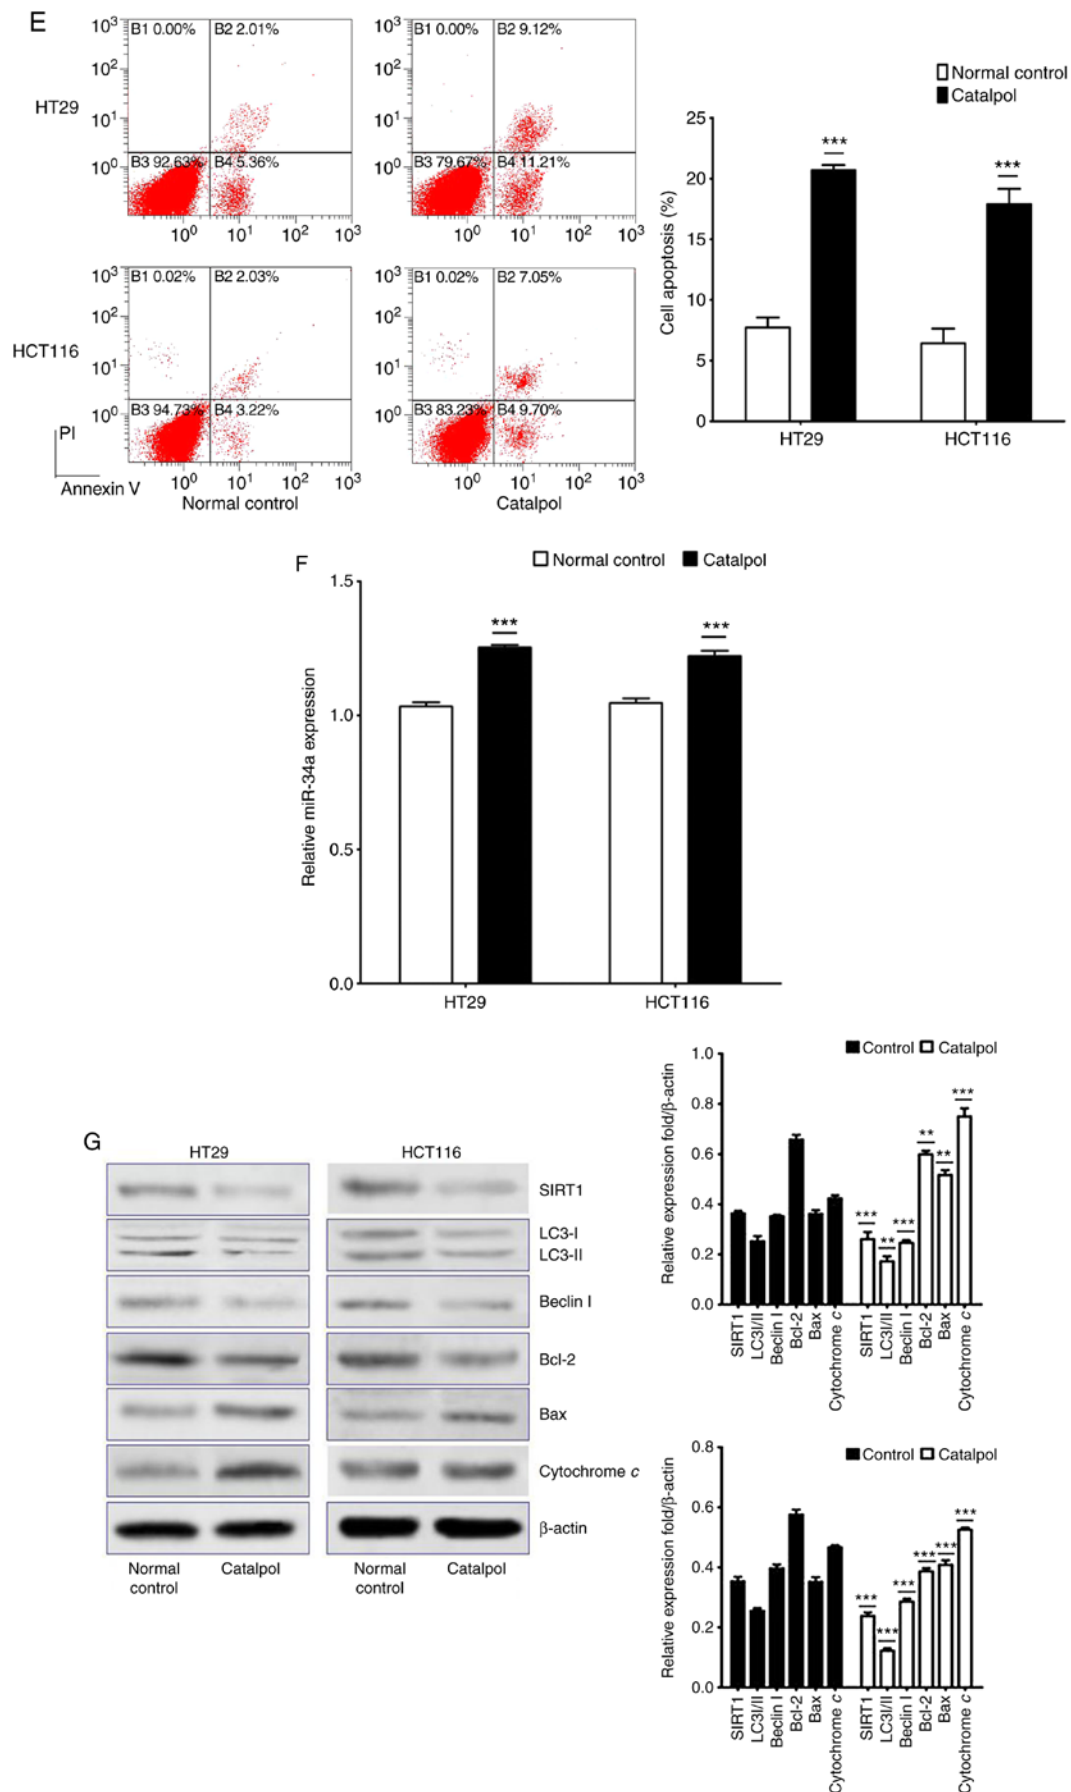 E
10³
10²
10¹
10⁰
B1 0.00%
B2 2.01%
B3 92.63%
B4 5.36%
10⁰ 10¹ 10² 10³
HT29
10³
10²
10¹
10⁰
B1 0.00%
B2 9.12%
B3 79.67%
B4 11.21%
10⁰ 10¹ 10² 10³
10³
10²
10¹
10⁰
B1 0.02%
B2 2.03%
B3 94.73%
B4 3.22%
10⁰ 10¹ 10² 10³
HCT116
PI
Annexin V
Normal control
10³
10²
10¹
10⁰
B1 0.02%
B2 7.05%
B3 83.23%
B4 9.70%
10⁰ 10¹ 10² 10³
Catalpol
Normal control
Catalpol
Cell apoptosis (%)
25
20
15
10
5
0
***
***
HT29
HCT116
F
Normal control
Catalpol
Relative miR-34a expression
1.5
1.0
0.5
0.0
***
***
HT29
HCT116
G
HT29
HCT116
SIRT1
LC3-I
LC3-II
Beclin I
Bcl-2
Bax
Cytochrome c
β-actin
Normal
control
Catalpol
Normal
control
Catalpol
Control
Catalpol
Relative expression fold/β-actin
1.0
0.8
0.6
0.4
0.2
0.0
***
**
***
**
**
***
SIRT1
LC3I/II
Beclin I
Bcl-2
Bax
Cytochrome c
SIRT1
LC3I/II
Beclin I
Bcl-2
Bax
Cytochrome c
Control
Catalpol
Relative expression fold/β-actin
0.8
0.6
0.4
0.2
0.0
***
***
***
***
***
***
SIRT1
LC3I/II
Beclin I
Bcl-2
Bax
Cytochrome c
SIRT1
LC3I/II
Beclin I
Bcl-2
Bax
Cytochrome c